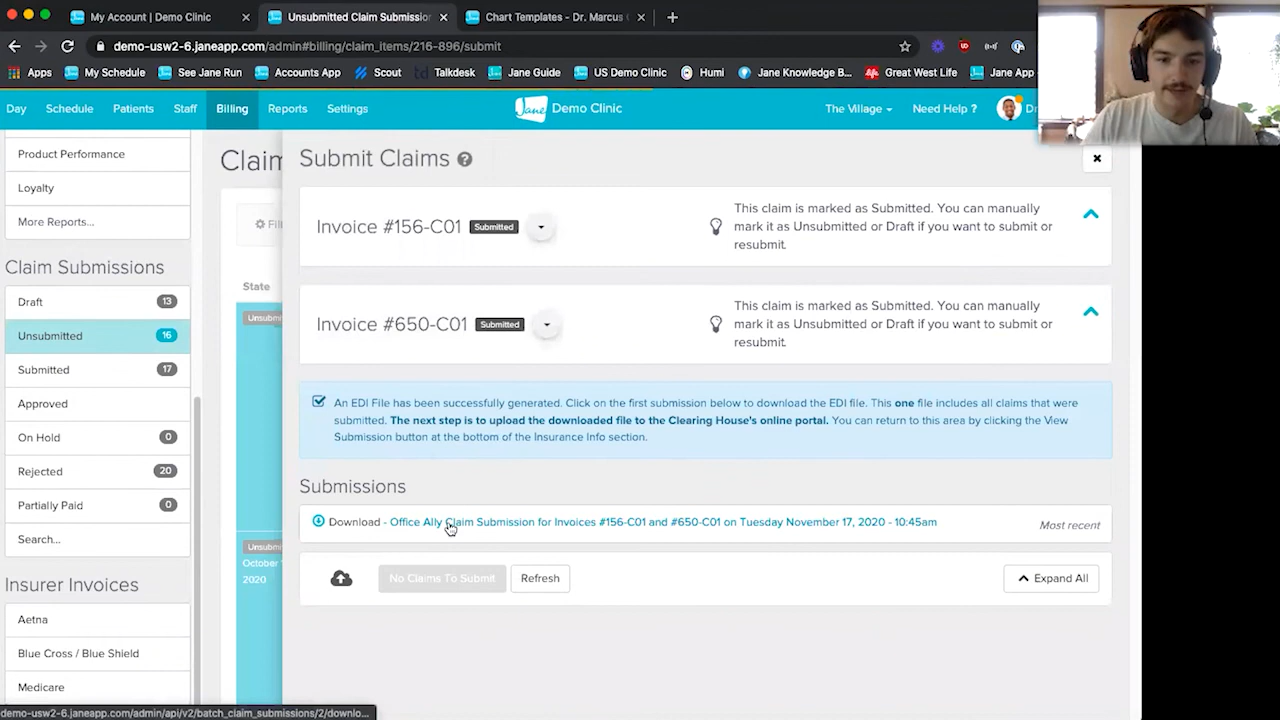 My Account | Demo Clinic
Unsubmitted Claim Submissio
Chart Templates - Dr. Marcus
demo-usw2-6.janeapp.com/admin#billing/claim_items/216-896/submit
Apps
My Schedule
See Jane Run
Accounts App
Scout
Talkdesk
Jane Guide
US Demo Clinic
Humi
Jane Knowledge B...
Great West Life
Jane App
Day
Schedule
Patients
Staff
Billing
Reports
Settings
Jane
Demo Clinic
The Village
Need Help ?
Product Performance
Loyalty
More Reports...
Claim Submissions
Draft 13
Unsubmitted 16
Submitted 17
Approved
On Hold 0
Rejected 20
Partially Paid 0
Search...
Insurer Invoices
Aetna
Blue Cross / Blue Shield
Medicare
Claim
Filt
State
Unsubmi
Unsubmi
October
2020
Submit Claims ?
Invoice #156-C01 Submitted
This claim is marked as Submitted. You can manually
mark it as Unsubmitted or Draft if you want to submit or
resubmit.
Invoice #650-C01 Submitted
This claim is marked as Submitted. You can manually
mark it as Unsubmitted or Draft if you want to submit or
resubmit.
An EDI File has been successfully generated. Click on the first submission below to download the EDI file. This one file includes all claims that were
submitted. The next step is to upload the downloaded file to the Clearing House's online portal. You can return to this area by clicking the View
Submission button at the bottom of the Insurance Info section.
Submissions
Download - Office Ally Claim Submission for Invoices #156-C01 and #650-C01 on Tuesday November 17, 2020 - 10:45am
Most recent
No Claims To Submit
Refresh
Expand All
demo-usw2-6.janeapp.com/admin/api/v2/batch_claim_submissions/2/downlo...